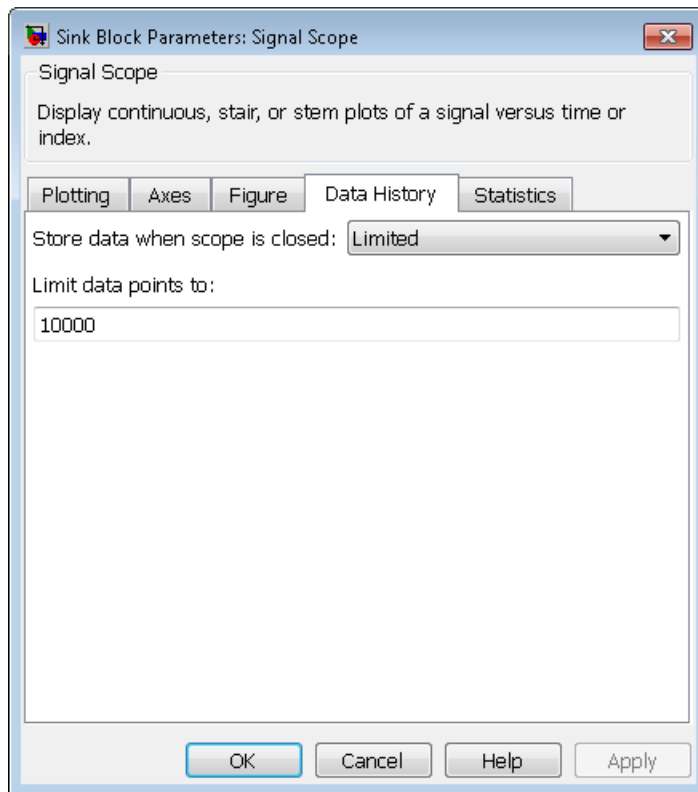 Sink Block Parameters: Signal Scope
Signal Scope
Display continuous, stair, or stem plots of a signal versus time or
index.
Plotting Axes Figure Data History Statistics
Store data when scope is closed: Limited
Limit data points to:
10000
OK Cancel Help Apply